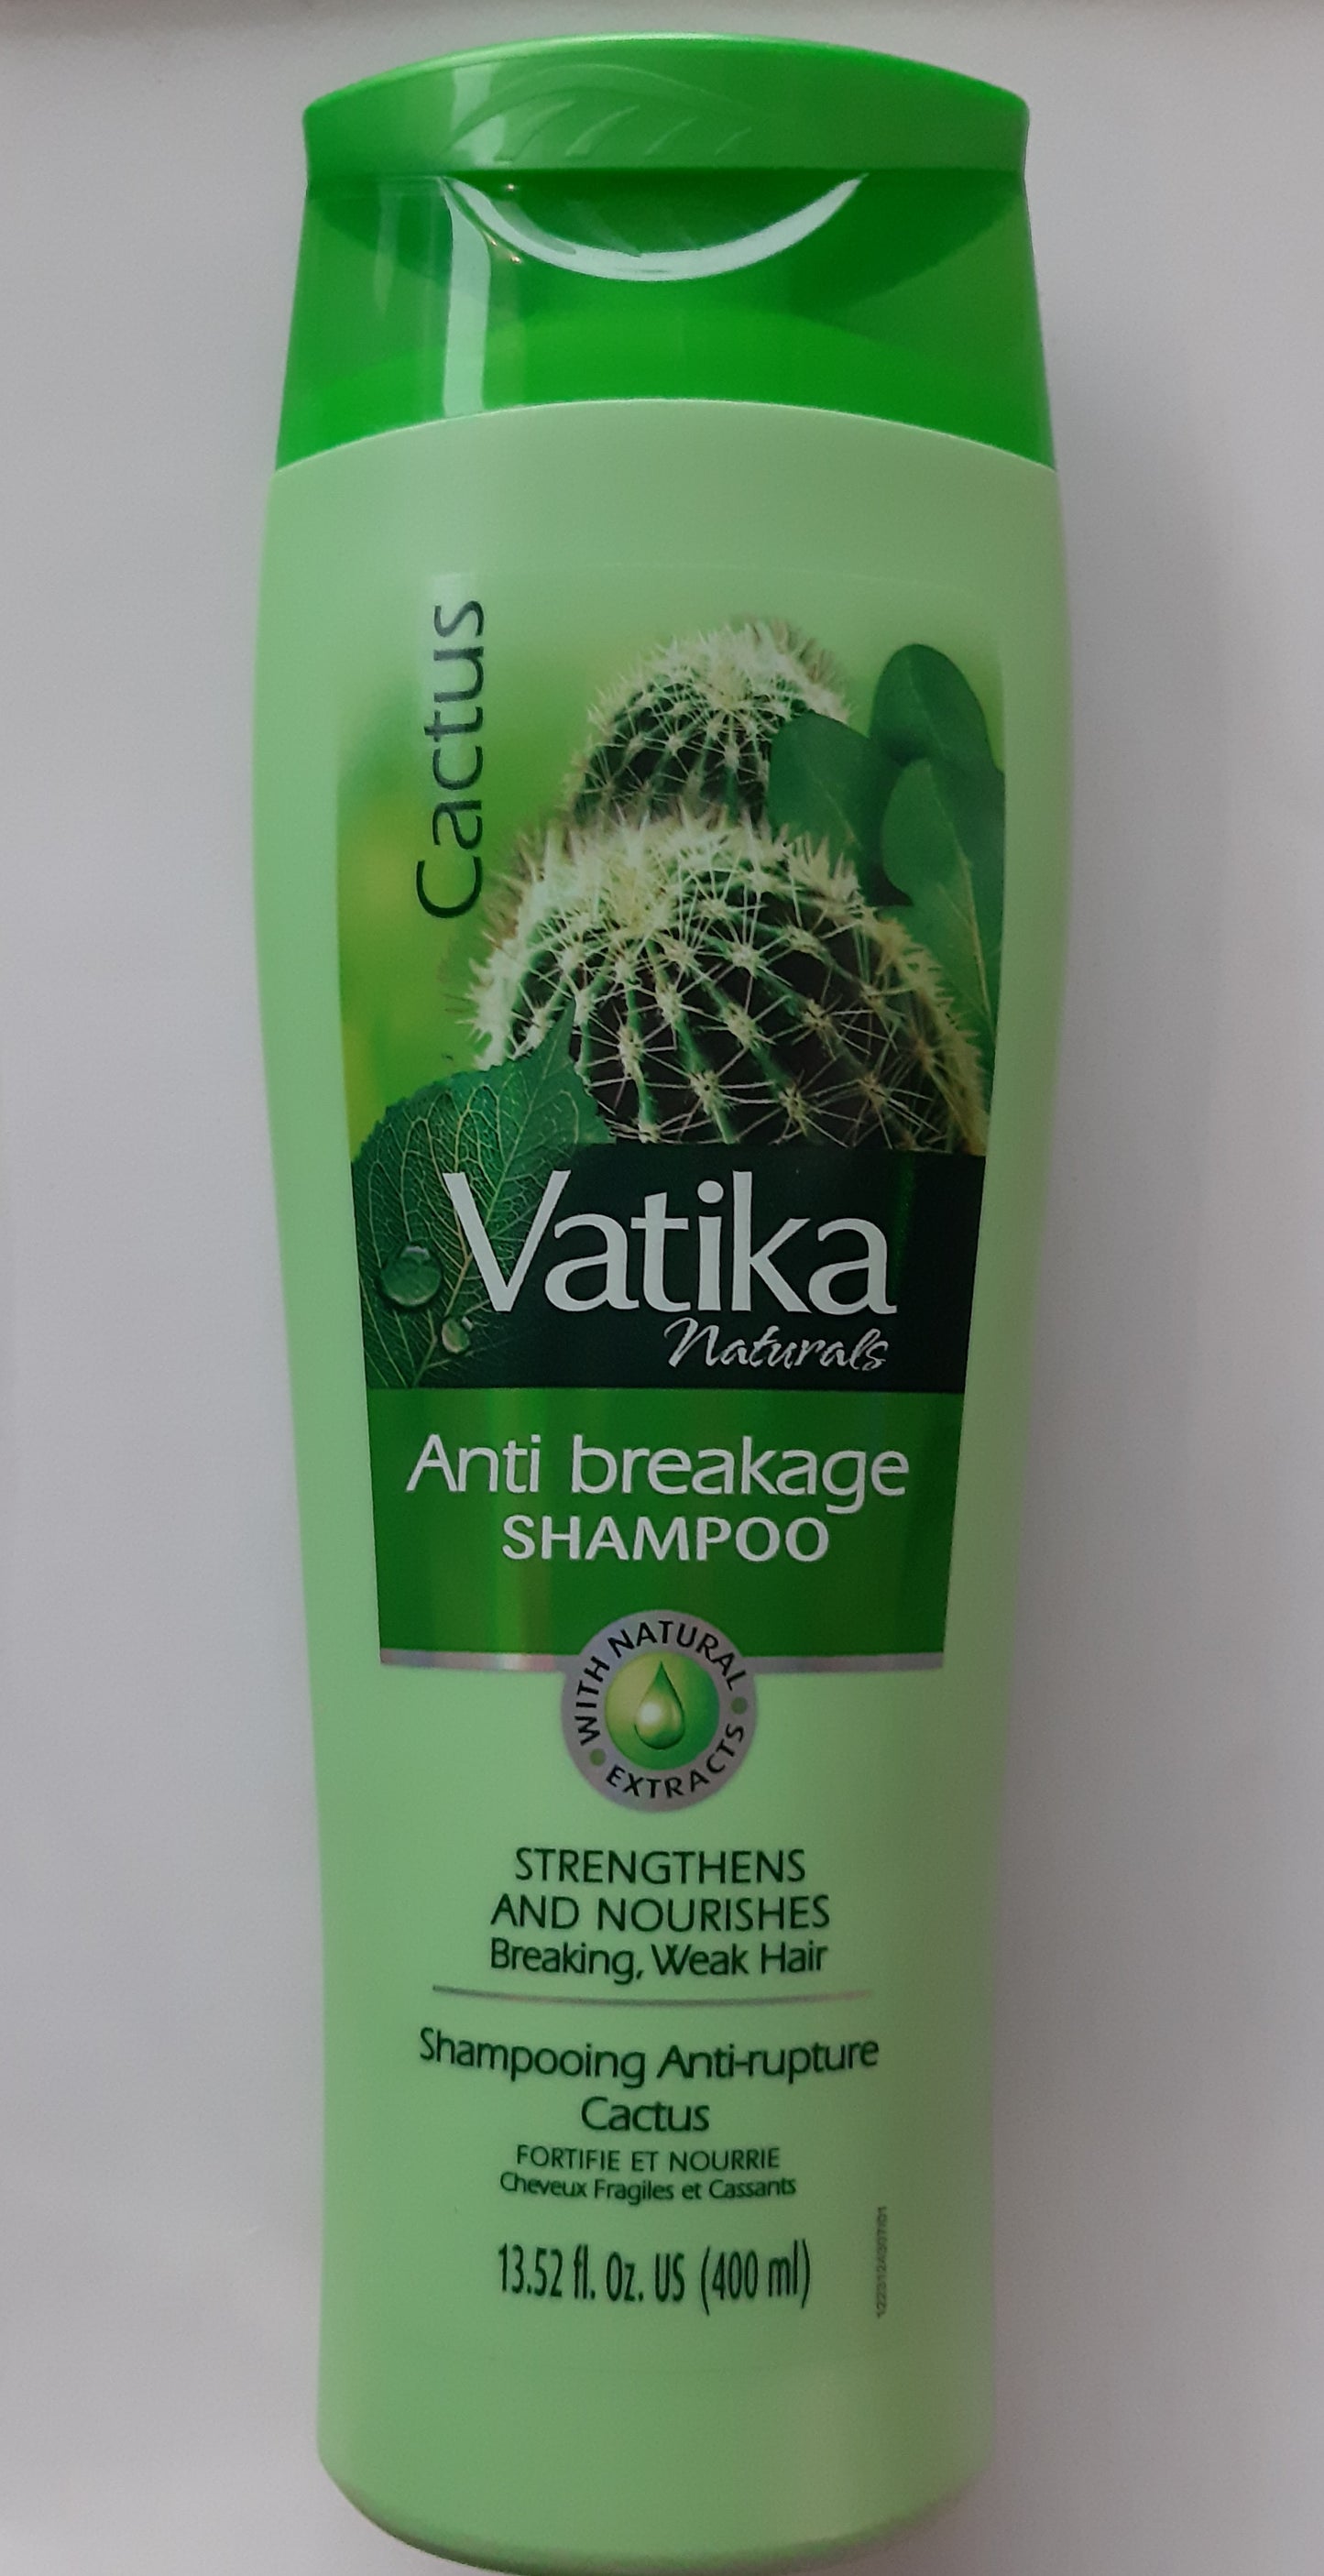 Cactus
Vatika
Naturals
Anti breakage
SHAMPOO
WITH NATURAL
EXTRACTS
STRENGTHENS
AND NOURISHES
Breaking, Weak Hair
Shampooing Anti-rupture
Cactus
FORTIFIE ET NOURRIE
Cheveux Fragiles et Cassants
13.52 fl. Oz. US (400 ml)